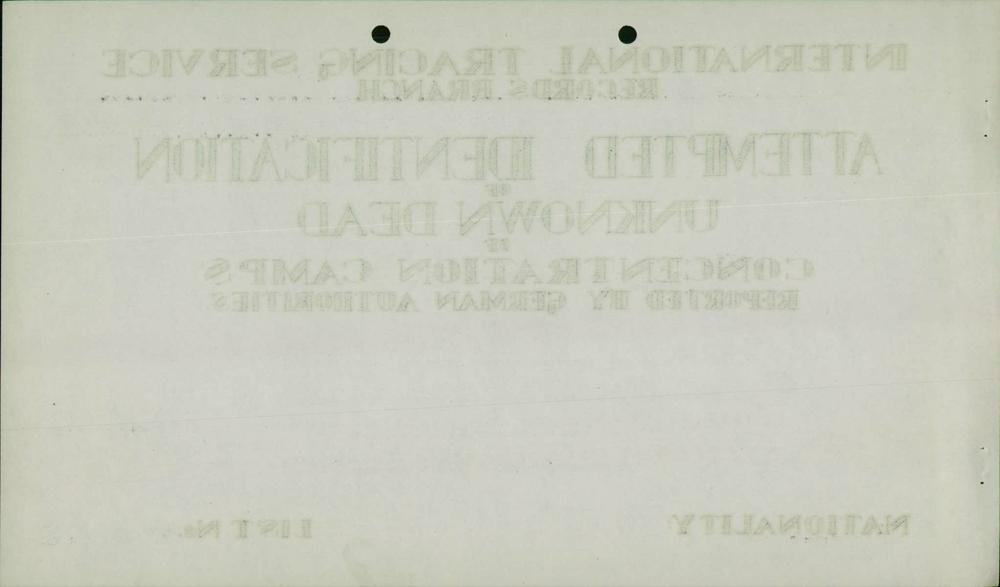 INTERNATIONAL TRACING SERVICE
RECORDS BRANCH
ATTEMPTED IDENTIFICATION
OF
UNKNOWN DEAD
OF
CONCENTRATION CAMPS
REPORTED BY GERMAN AUTHORITIES
NATIONALITY LIST No.